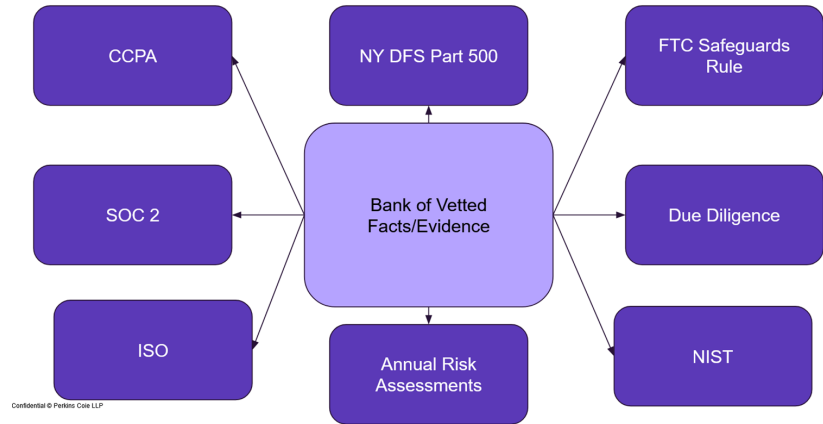 CCPA
NY DFS Part 500
FTC Safeguards
Rule
SOC 2
Bank of Vetted
Facts/Evidence
Due Diligence
ISO
Annual Risk
Assessments
NIST
Confidential © Perkins Coie LLP